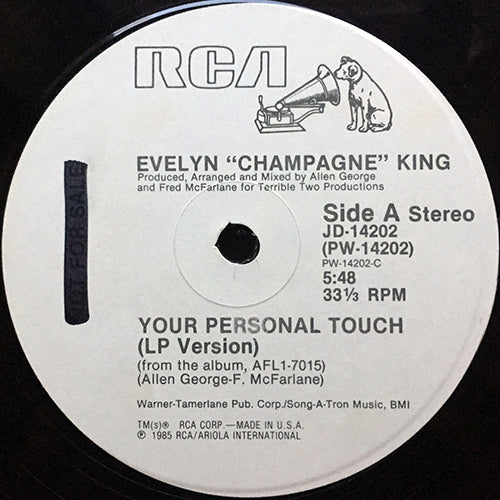 RCA
EVELYN “CHAMPAGNE” KING
Produced, Arranged and Mixed by Allen George
and Fred McFarlane for Terrible Two Productions
Side A Stereo
JD-14202
(PW-14202)
PW-14202-C
5:48
33⅓ RPM
NOT FOR SALE
YOUR PERSONAL TOUCH
(LP Version)
(from the album, AFL1-7015)
(Allen George-F. McFarlane)
Warner-Tamerlane Pub. Corp./Song-A-Tron Music, BMI
TM(s)® RCA CORP.—MADE IN U.S.A.
℗ 1985 RCA/ARIOLA INTERNATIONAL